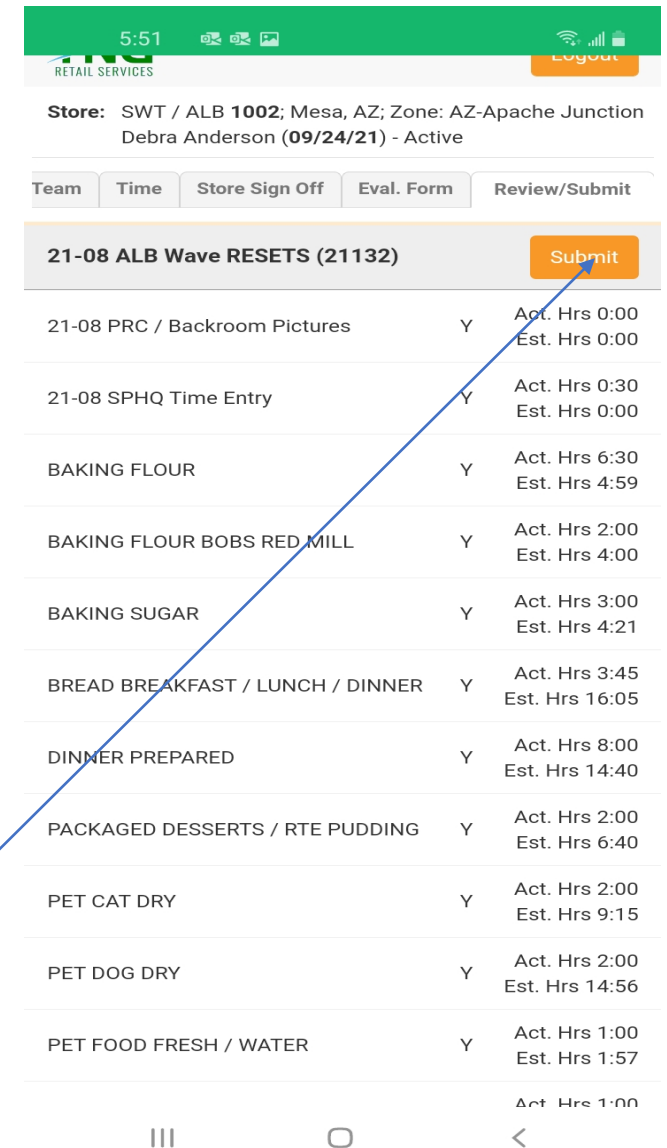 5:51
RETAIL SERVICES
Logout
Store: SWT / ALB 1002; Mesa, AZ; Zone: AZ-Apache Junction
Debra Anderson (09/24/21) - Active
Team Time Store Sign Off Eval. Form Review/Submit
21-08 ALB Wave RESETS (21132) Submit
21-08 PRC / Backroom Pictures Y Act. Hrs 0:00
Est. Hrs 0:00
21-08 SPHQ Time Entry Y Act. Hrs 0:30
Est. Hrs 0:00
BAKING FLOUR Y Act. Hrs 6:30
Est. Hrs 4:59
BAKING FLOUR BOBS RED MILL Y Act. Hrs 2:00
Est. Hrs 4:00
BAKING SUGAR Y Act. Hrs 3:00
Est. Hrs 4:21
BREAD BREAKFAST / LUNCH / DINNER Y Act. Hrs 3:45
Est. Hrs 16:05
DINNER PREPARED Y Act. Hrs 8:00
Est. Hrs 14:40
PACKAGED DESSERTS / RTE PUDDING Y Act. Hrs 2:00
Est. Hrs 6:40
PET CAT DRY Y Act. Hrs 2:00
Est. Hrs 9:15
PET DOG DRY Y Act. Hrs 2:00
Est. Hrs 14:56
PET FOOD FRESH / WATER Y Act. Hrs 1:00
Est. Hrs 1:57
Act. Hrs 1:00